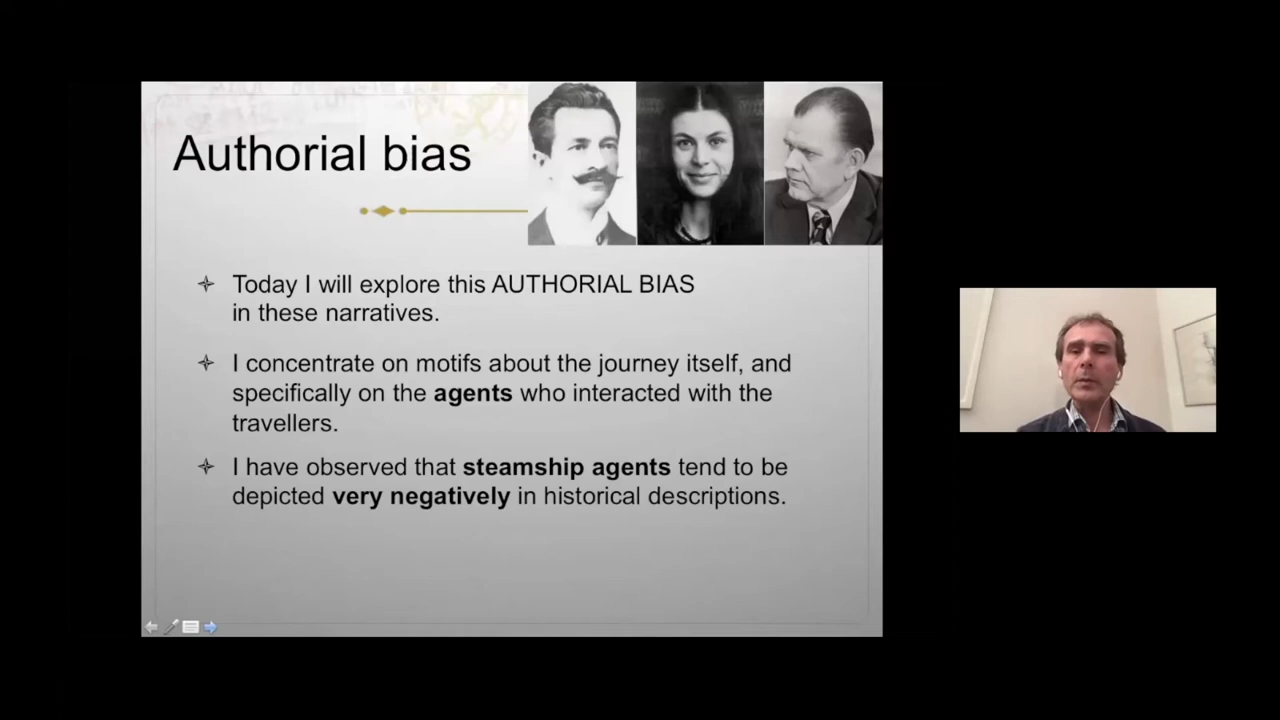 Authorial bias
Today I will explore this AUTHORIAL BIAS
in these narratives.
I concentrate on motifs about the journey itself, and
specifically on the agents who interacted with the
travellers.
I have observed that steamship agents tend to be
depicted very negatively in historical descriptions.